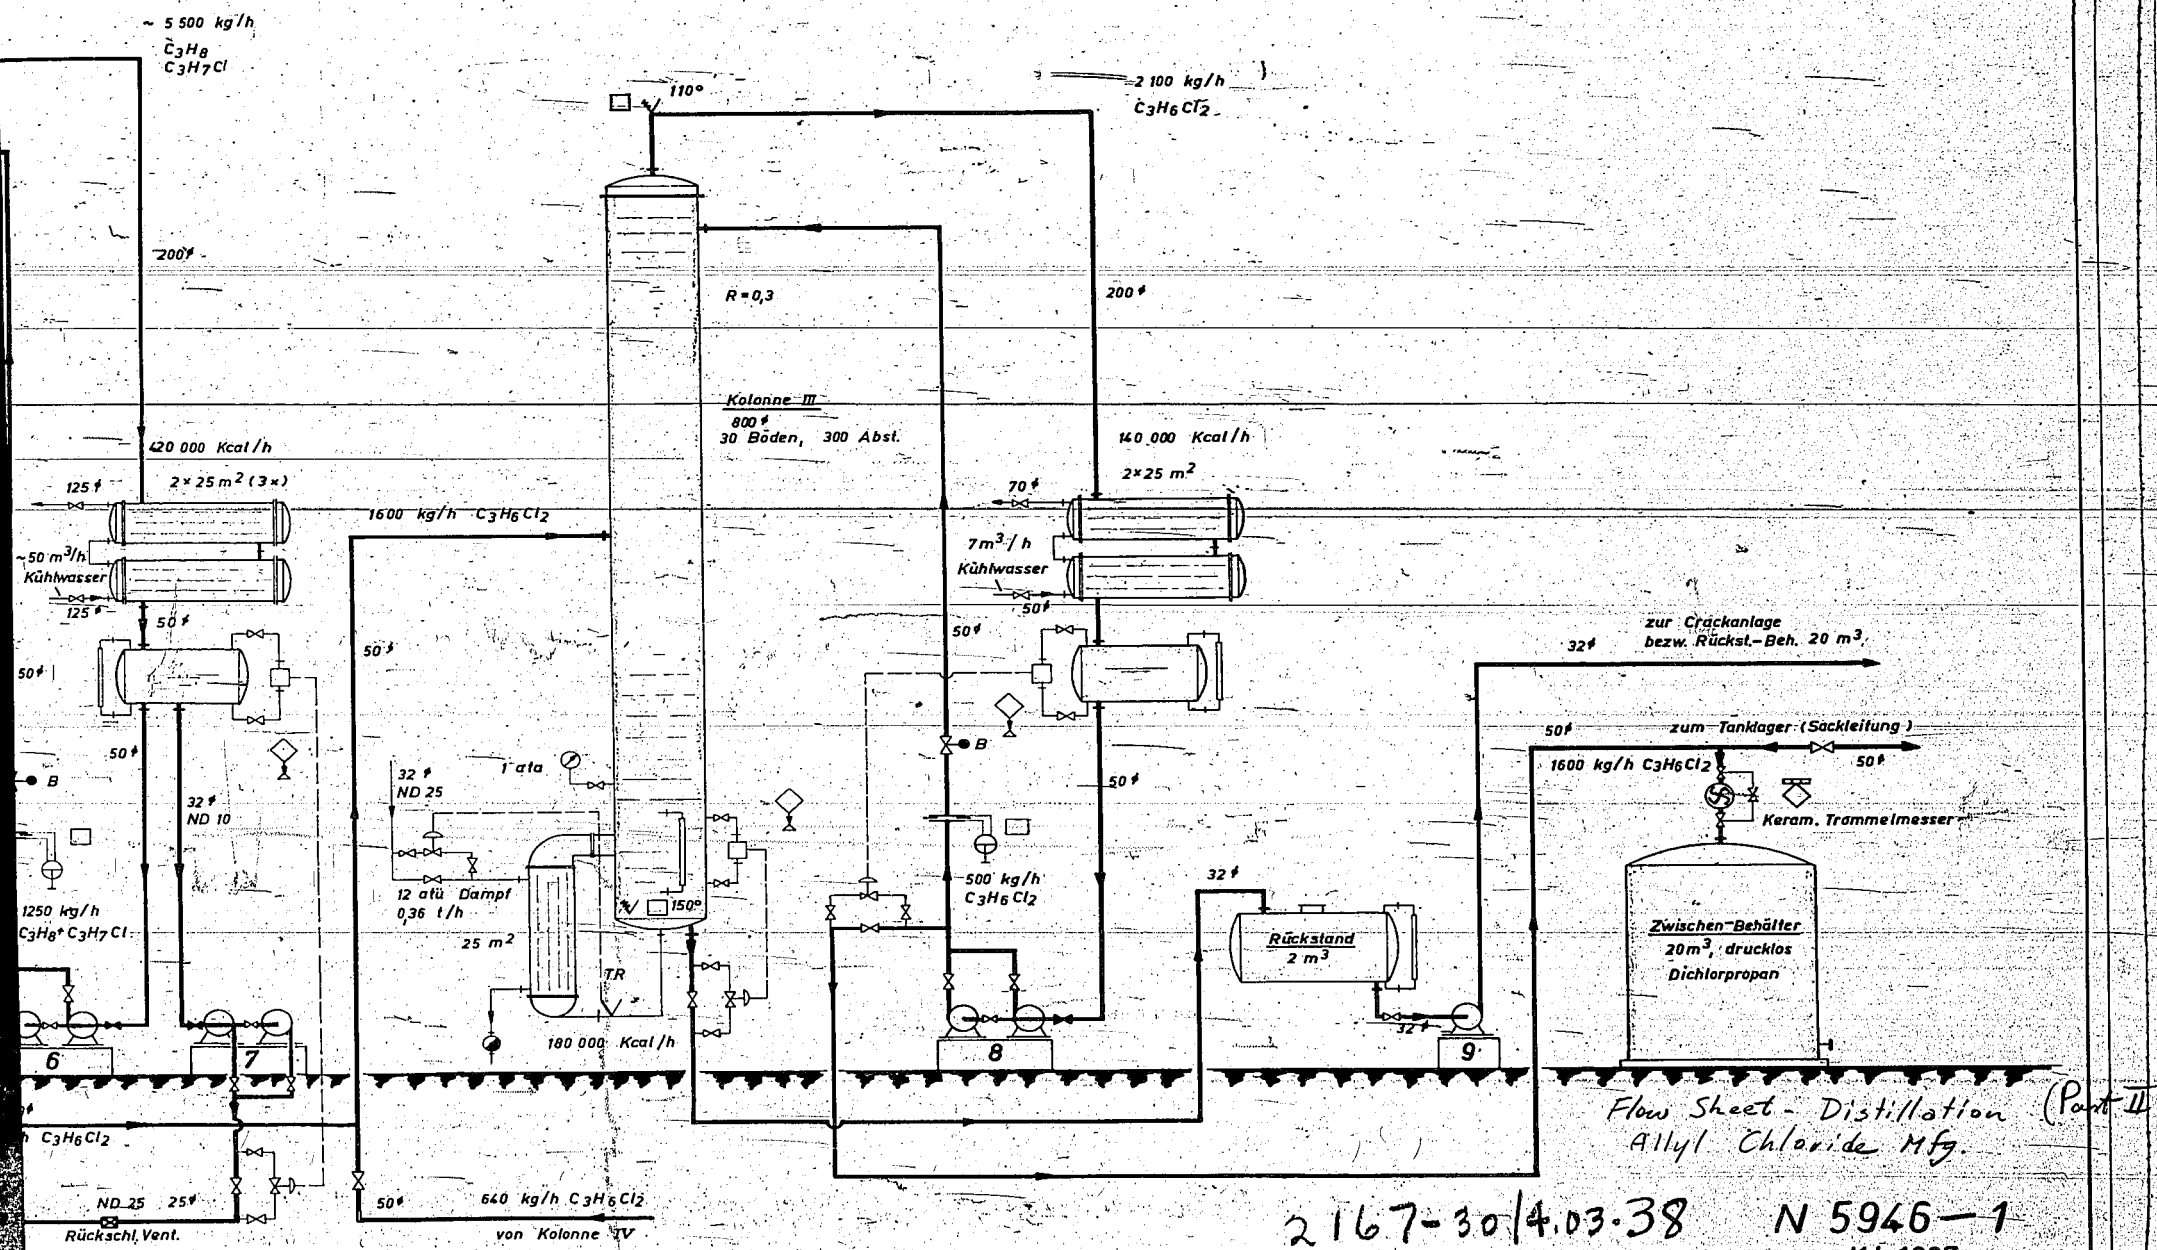 ~ 5 500 kg/h
C3H8
C3H7Cl
200⌀
420 000 Kcal/h
2×25 m² (3×)
125⌀
~50 m³/h
Kühlwasser
125⌀
50⌀
50⌀
50⌀
B
32⌀
ND 10
1250 kg/h
C3H8+C3H7Cl
6
7
C3H6Cl2
ND 25 25⌀
Rückschl. Vent.
110°
2 100 kg/h
C3H6Cl2
R=0,3
200⌀
Kolonne III
800⌀
30 Böden, 300 Abst.
1600 kg/h C3H6Cl2
50⌀
1 ata
32⌀
ND 25
12 atü Dampf
0,36 t/h
25 m²
150°
TR
180 000 Kcal/h
50⌀
640 kg/h C3H6Cl2
von Kolonne IV
140 000 Kcal/h
2×25 m²
70⌀
7m³/h
Kühlwasser
50⌀
50⌀
B
50⌀
500 kg/h
C3H6Cl2
8
32⌀
Rückstand
2 m³
32⌀
9
zur Crackanlage
bezw. Rückst.-Beh. 20 m³
32⌀
50⌀
zum Tanklager (Sackleitung)
1600 kg/h C3H6Cl2
50⌀
Keram. Trommelmesser
Zwischen-Behälter
20m³, drucklos
Dichlorpropan
Flow Sheet - Distillation (Part II
Allyl Chloride Mfg.
2167-30/4.03.38
N 5946-1